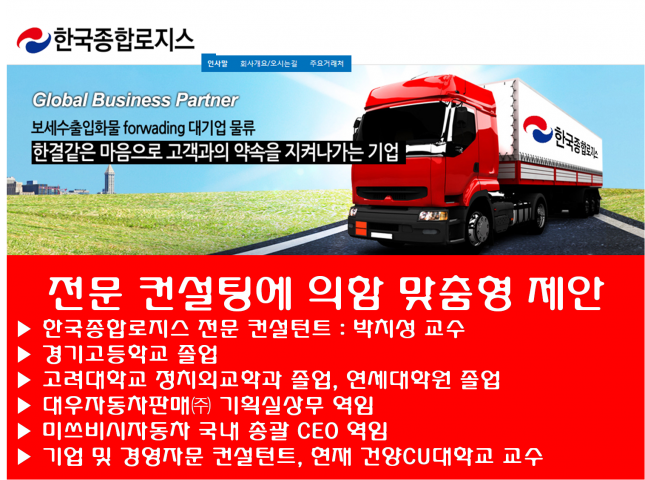 한국종합로지스
인사말 회사개요/오시는길 주요거래처
Global Business Partner
보세수출입화물 forwading 대기업 물류
한결같은 마음으로 고객과의 약속을 지켜나가는 기업
한국종합로지스
전문 컨설팅에 의함 맞춤형 제안
▶ 한국종합로지스 전문 컨설턴트 : 박치성 교수
▶ 경기고등학교 졸업
▶ 고려대학교 정치외교학과 졸업, 연세대학원 졸업
▶ 대우자동차판매㈜ 기획실상무 역임
▶ 미쓰비시자동차 국내 총괄 CEO 역임
▶ 기업 및 경영자문 컨설턴트, 현재 건양CU대학교 교수